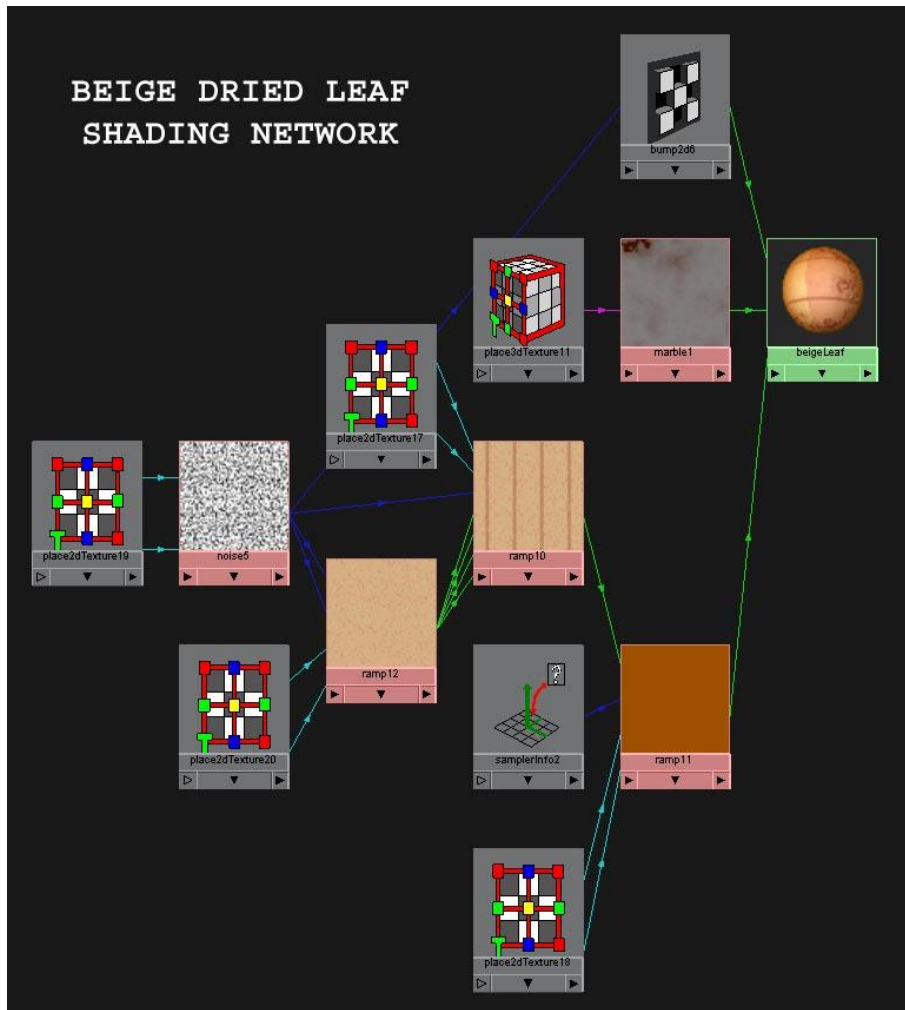 BEIGE DRIED LEAF
SHADING NETWORK
bump2d6
place3dTexture11
marble1
beigeLeaf
place2dTexture17
place2dTexture19
noise5
ramp10
ramp12
place2dTexture20
samplerInfo2
?
ramp11
place2dTexture18